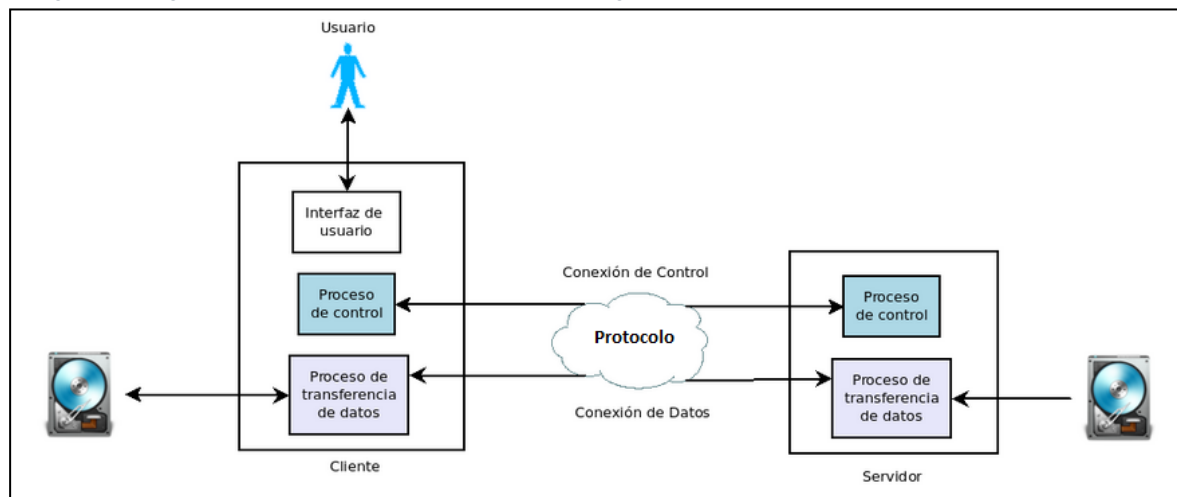 Usuario
Interfaz de
usuario
Conexión de Control
Proceso
de control
Proceso
de control
Protocolo
Proceso de
transferencia
de datos
Proceso de
transferencia
de datos
Conexión de Datos
Cliente
Servidor